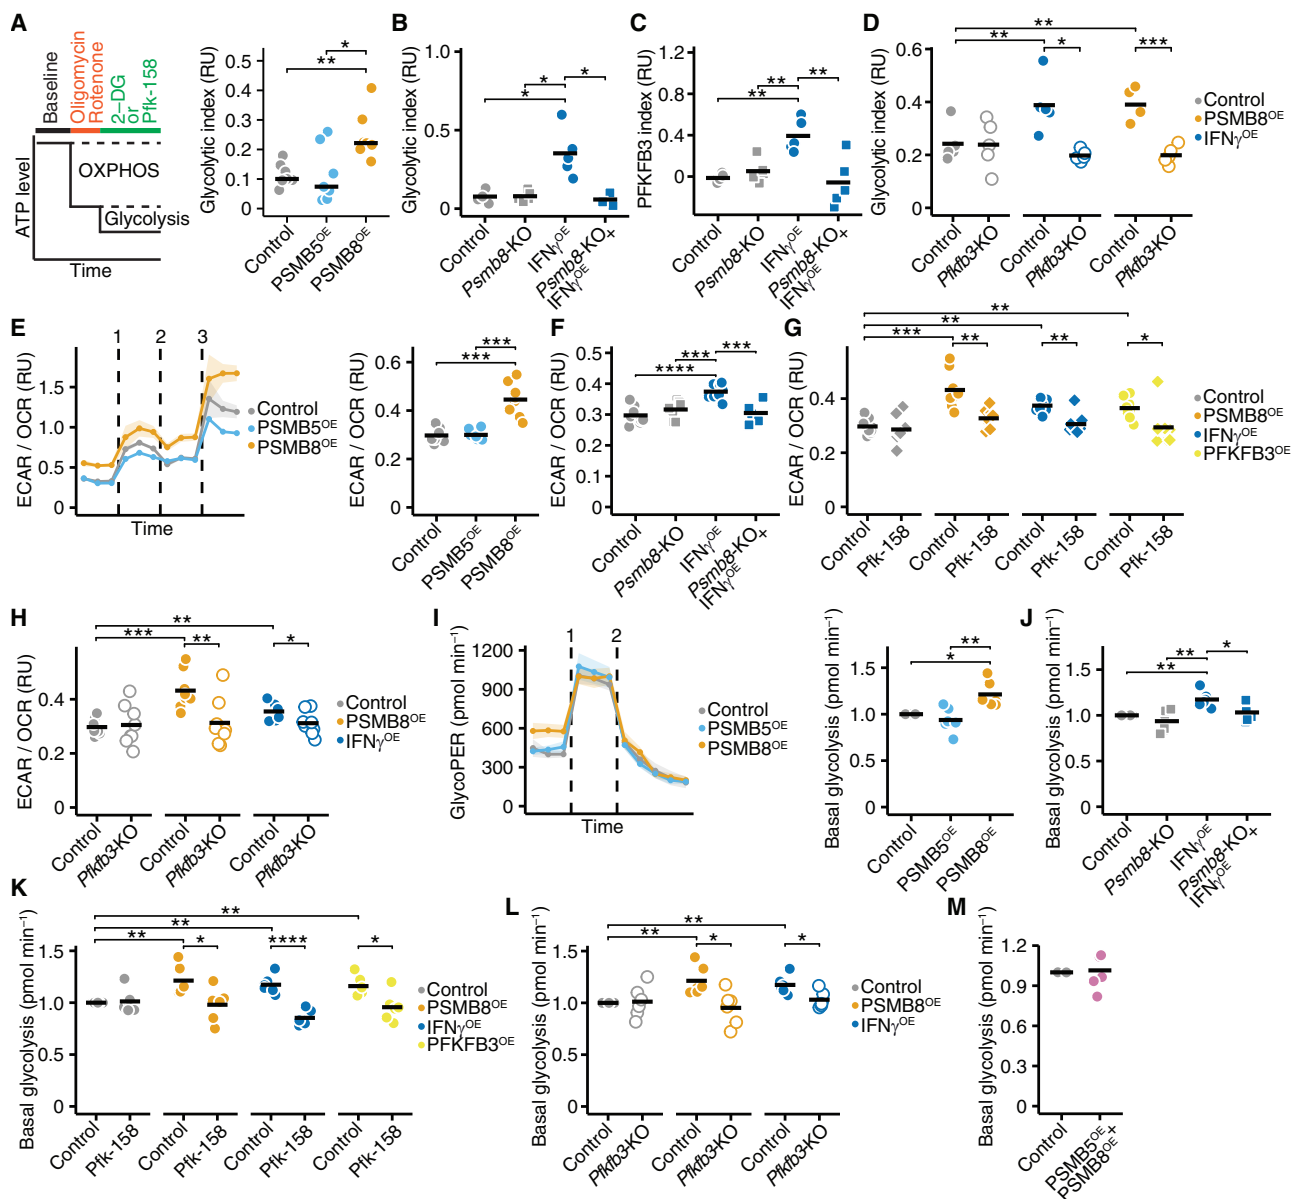 A
Baseline
Oligomycin
Rotenone
2–DG
or
Pfk-158
ATP level
OXPHOS
Glycolysis
Time
Glycolytic index (RU)
0.5
0.4
0.3
0.2
0.1
0
*
**
Control
PSMB5OE
PSMB8OE
B
Glycolytic index (RU)
1.0
0.5
0
*
*
*
Control
Psmb8-KO
IFNγOE
Psmb8-KO+
IFNγOE
C
PFKFB3 index (RU)
1.2
0.8
0.4
0
**
**
**
Control
Psmb8-KO
IFNγOE
Psmb8-KO+
IFNγOE
D
Glycolytic index (RU)
0.6
0.4
0.2
0
**
**
*
***
Control
Pfkfb3-KO
Control
Pfkfb3-KO
Control
Pfkfb3-KO
Control
PSMB8OE
IFNγOE
E
ECAR / OCR (RU)
1.5
1.0
0.5
0
1
2
3
Time
Control
PSMB5OE
PSMB8OE
ECAR / OCR (RU)
0.6
0.4
0.2
0
***
***
Control
PSMB5OE
PSMB8OE
F
ECAR / OCR (RU)
0.5
0.4
0.3
0.2
0.1
0
***
***
****
Control
Psmb8-KO
IFNγOE
Psmb8-KO+
IFNγOE
G
ECAR / OCR (RU)
0.4
0.2
0
**
**
***
**
**
*
Control
Pfk-158
Control
Pfk-158
Control
Pfk-158
Control
Pfk-158
Control
PSMB8OE
IFNγOE
PFKFB3OE
H
ECAR / OCR (RU)
0.4
0.2
0
**
***
**
*
Control
Pfkfb3-KO
Control
Pfkfb3-KO
Control
Pfkfb3-KO
Control
PSMB8OE
IFNγOE
I
GlycoPER (pmol min−1)
1200
900
600
300
0
1
2
Time
Control
PSMB5OE
PSMB8OE
Basal glycolysis (pmol min−1)
1.5
1.0
0.5
0
**
*
Control
PSMB5OE
PSMB8OE
J
Basal glycolysis (pmol min−1)
1.5
1.0
0.5
0
*
**
**
Control
Psmb8-KO
IFNγOE
Psmb8-KO+
IFNγOE
K
Basal glycolysis (pmol min−1)
1.5
1.0
0.5
0
**
**
**
*
****
*
Control
Pfk-158
Control
Pfk-158
Control
Pfk-158
Control
Pfk-158
Control
PSMB8OE
IFNγOE
PFKFB3OE
L
Basal glycolysis (pmol min−1)
1.5
1.0
0.5
0
**
**
*
*
Control
Pfkfb3-KO
Control
Pfkfb3-KO
Control
Pfkfb3-KO
Control
PSMB8OE
IFNγOE
M
Basal glycolysis (pmol min−1)
1.2
0.9
0.6
0.3
0
Control
PSMB5OE+
PSMB8OE